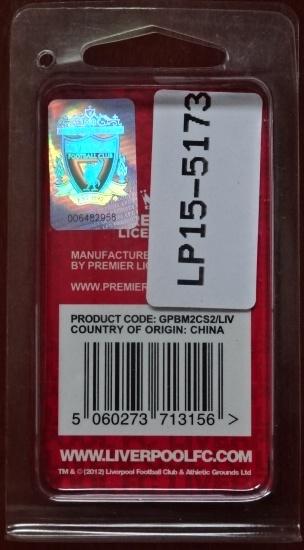 FOOTBALL CLUB
006482958
LP15-5173
MANUFACTURE
BY PREMIER LI
WWW.PREMIER
PRODUCT CODE: GPBM2CS2/LIV
COUNTRY OF ORIGIN: CHINA
5 060273 713156 >
WWW.LIVERPOOLFC.COM
TM & © (2012) Liverpool Football Club & Athletic Grounds Ltd